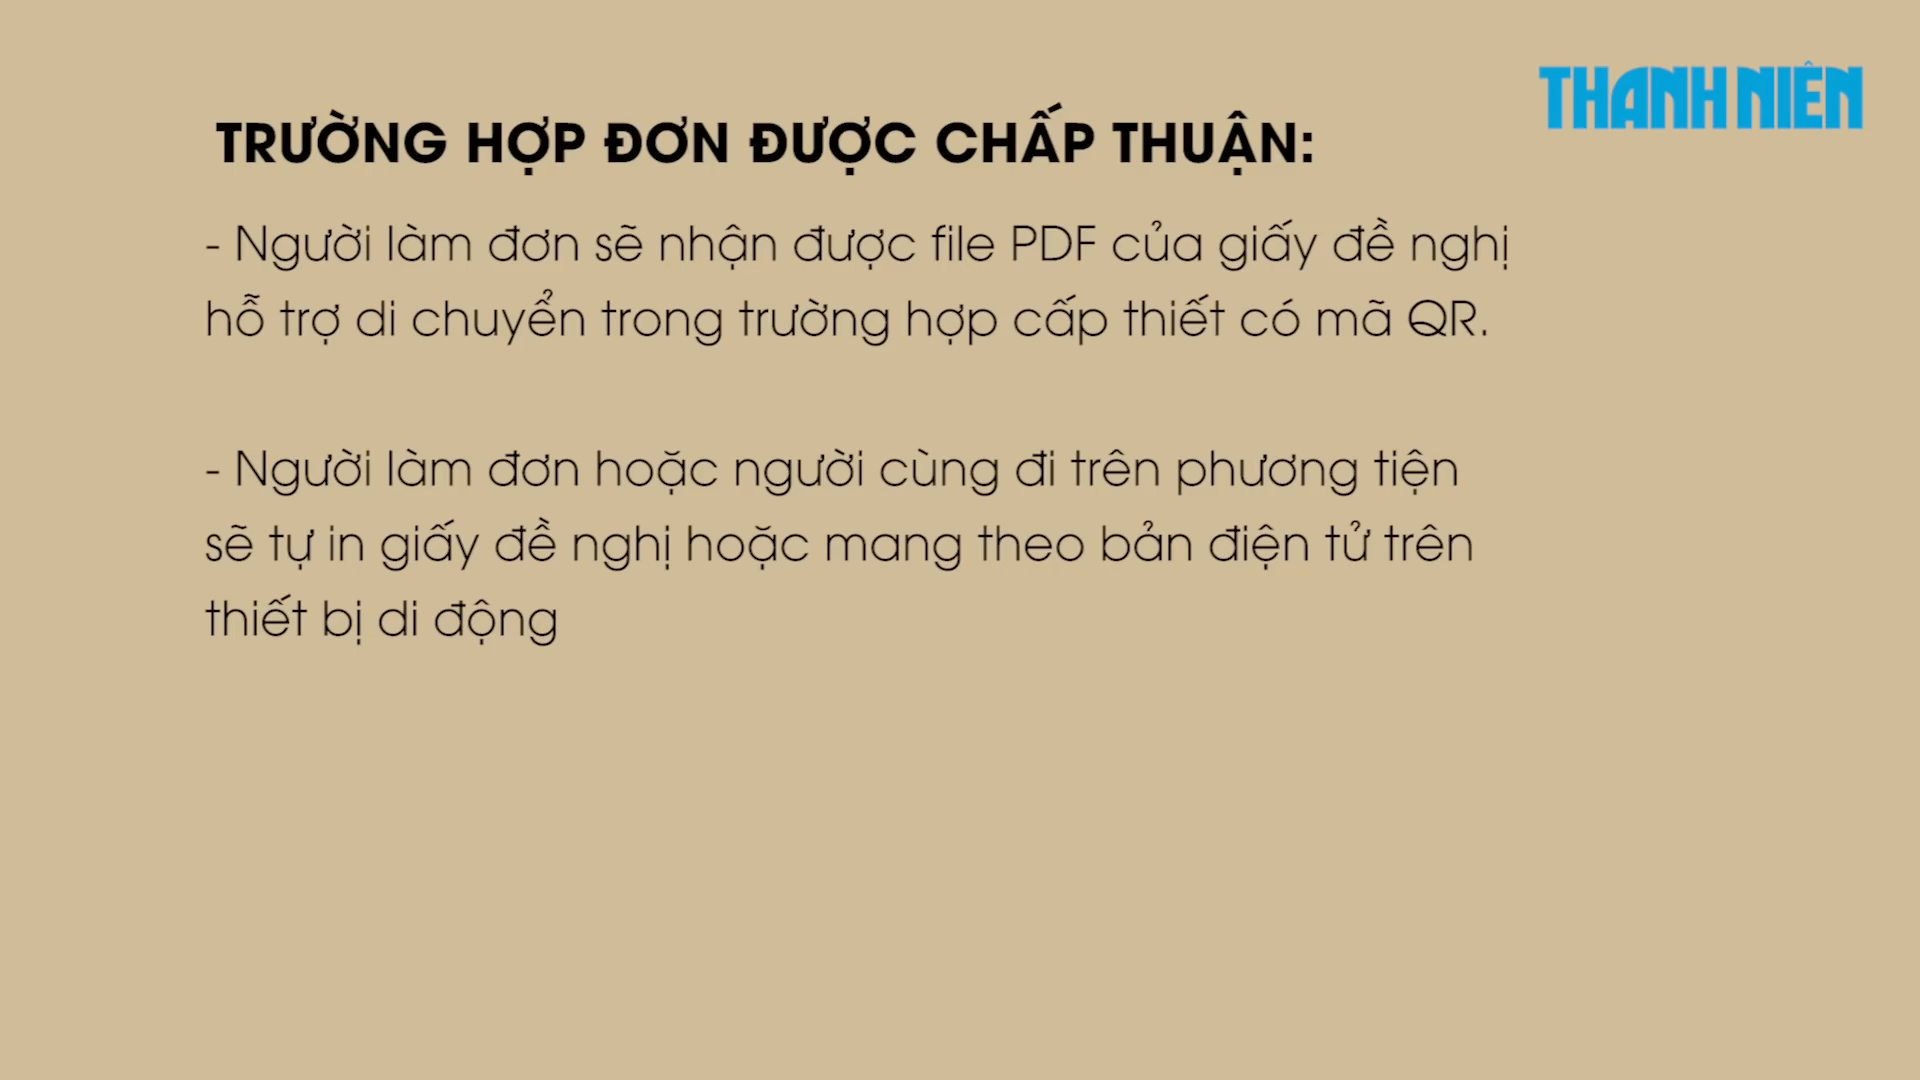 THANH NIÊN
TRƯỜNG HỢP ĐƠN ĐƯỢC CHẤP THUẬN:
- Người làm đơn sẽ nhận được file PDF của giấy đề nghị
hỗ trợ di chuyển trong trường hợp cấp thiết có mã QR.
- Người làm đơn hoặc người cùng đi trên phương tiện
sẽ tự in giấy đề nghị hoặc mang theo bản điện tử trên
thiết bị di động